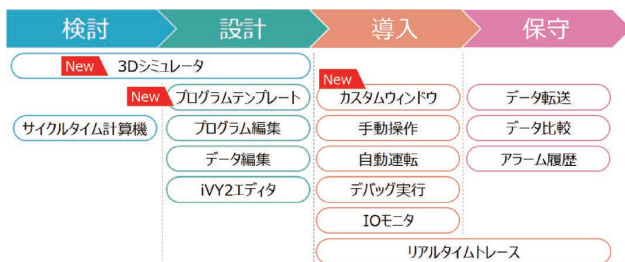 検討 設計 導入 保守
New 3Dシミュレータ
New プログラムテンプレート New カスタムウィンドウ データ転送
サイクルタイム計算機 プログラム編集 手動操作 データ比較
データ編集 自動運転 アラーム履歴
iVY2エディタ デバッグ実行
IOモニタ
リアルタイムトレース